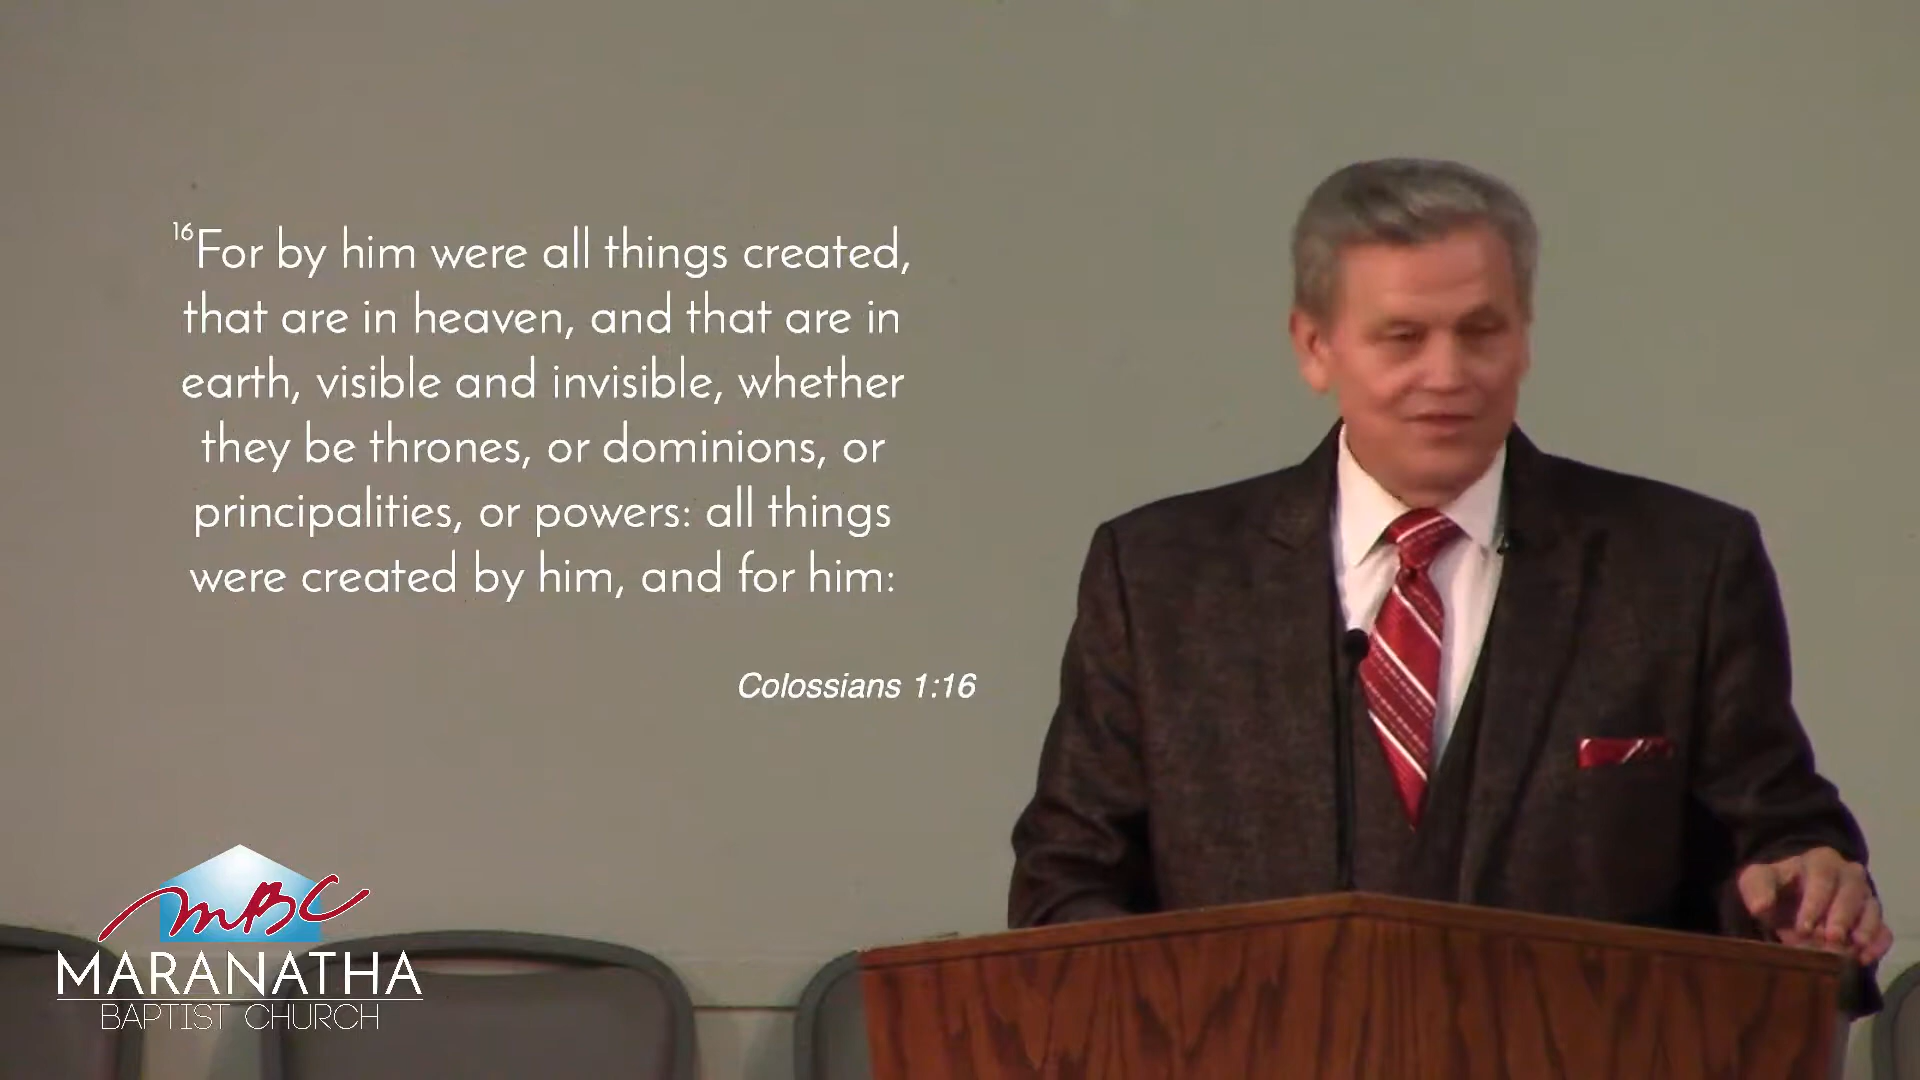 16For by him were all things created,
that are in heaven, and that are in
earth, visible and invisible, whether
they be thrones, or dominions, or
principalities, or powers: all things
were created by him, and for him:
Colossians 1:16
MBC
MARANATHA
BAPTIST CHURCH